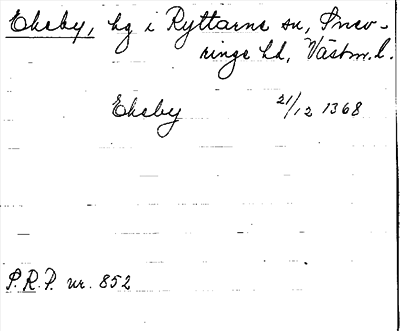 Ekeby, hg i Ryttarne sn, Snev-
ringe hd, Västm. l.
Ekeby 21/12 1368
P.R.P. nr. 852